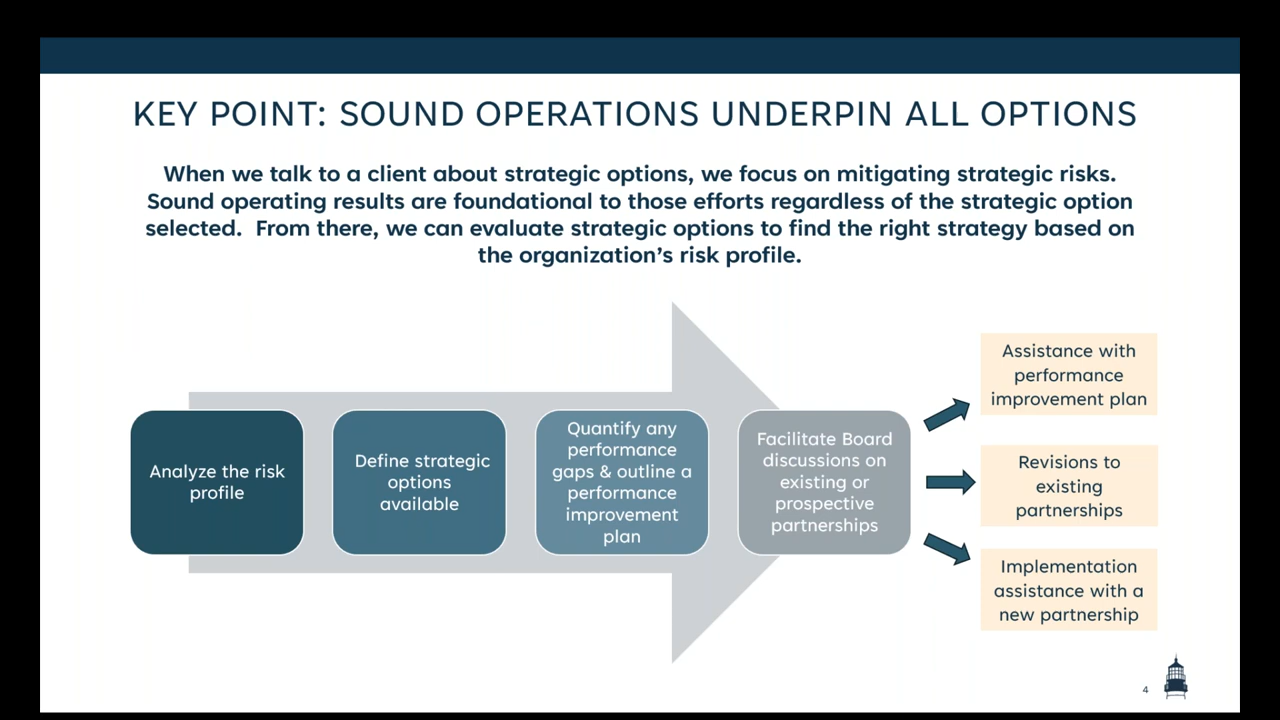 KEY POINT: SOUND OPERATIONS UNDERPIN ALL OPTIONS
When we talk to a client about strategic options, we focus on mitigating strategic risks.
Sound operating results are foundational to those efforts regardless of the strategic option
selected.  From there, we can evaluate strategic options to find the right strategy based on
the organization's risk profile.
Analyze the risk
profile
Define strategic
options
available
Quantify any
performance
gaps & outline a
performance
improvement
plan
Facilitate Board
discussions on
existing or
prospective
partnerships
Assistance with
performance
improvement plan
Revisions to
existing
partnerships
Implementation
assistance with a
new partnership
4